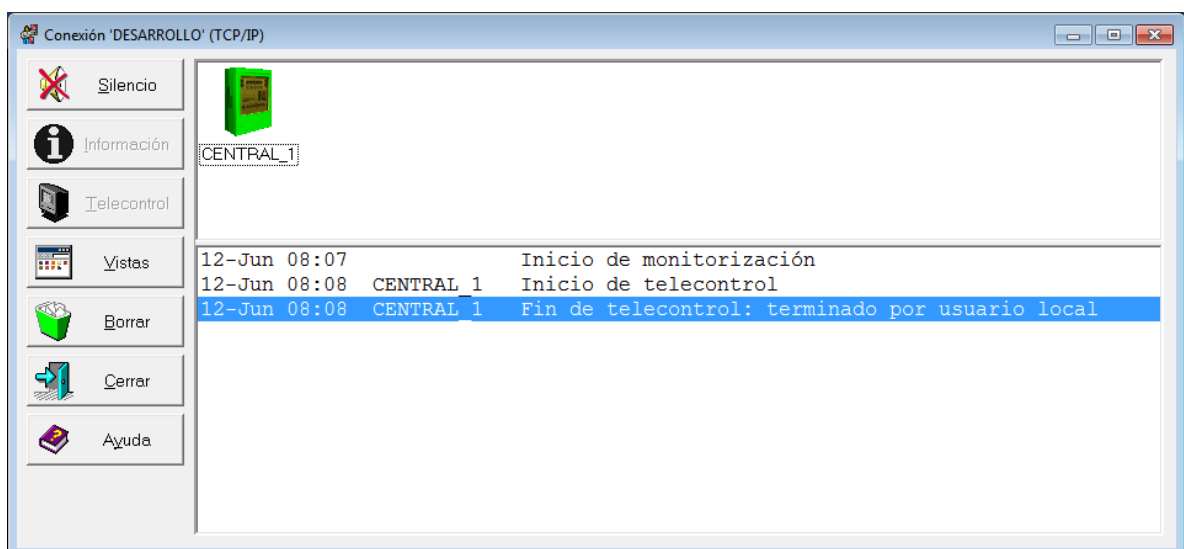 Conexión 'DESARROLLO' (TCP/IP)
Silencio
Información
Telecontrol
Vistas
Borrar
Cerrar
Ayuda
CENTRAL_1
12-Jun 08:07 Inicio de monitorización
12-Jun 08:08 CENTRAL_1 Inicio de telecontrol
12-Jun 08:08 CENTRAL_1 Fin de telecontrol: terminado por usuario local